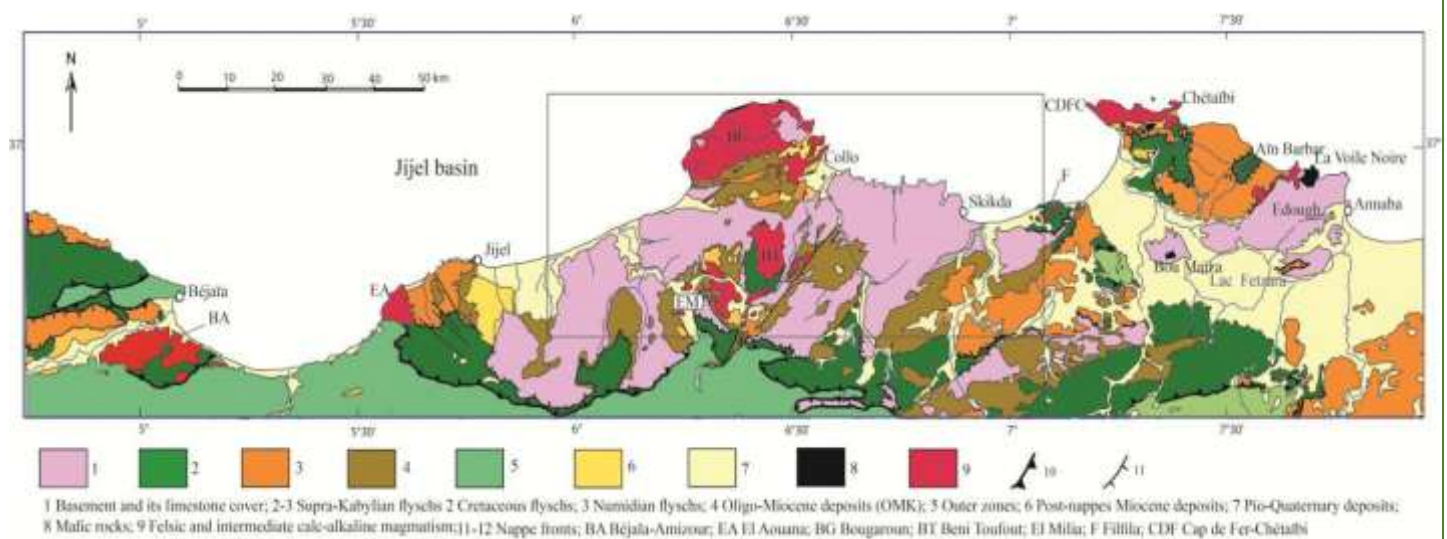 5° 5°30' 6° 6°30' 7° 7°30'
N
0 10 20 30 40 50 km
CDFC Chétaïbi
37 37°
Jijel basin
BG Collo
Aïn Barbar
La Voile Noire
F
Skikda
Edough Annaba
Jijel
BT
Bou Maïza
Lac Fetzara
Béjaïa
EA
EM
BA
5° 5°30' 6° 6°30' 7° 7°30'
1 2 3 4 5 6 7 8 9 10 11
1 Basement and its limestone cover; 2-3 Supra-Kabylian flyschs 2 Cretaceous flyschs; 3 Numidian flyschs; 4 Oligo-Miocene deposits (OMK); 5 Outer zones; 6 Post-nappes Miocene deposits; 7 Pio-Quaternary deposits;
8 Mafic rocks; 9 Felsic and intermediate calc-alkaline magmatism;11-12 Nappe fronts; BA Béjaïa-Amizour; EA El Aouana; BG Bougaroun; BT Beni Toufout; El Milia; F Filfila; CDF Cap de Fer-Chétaïbi